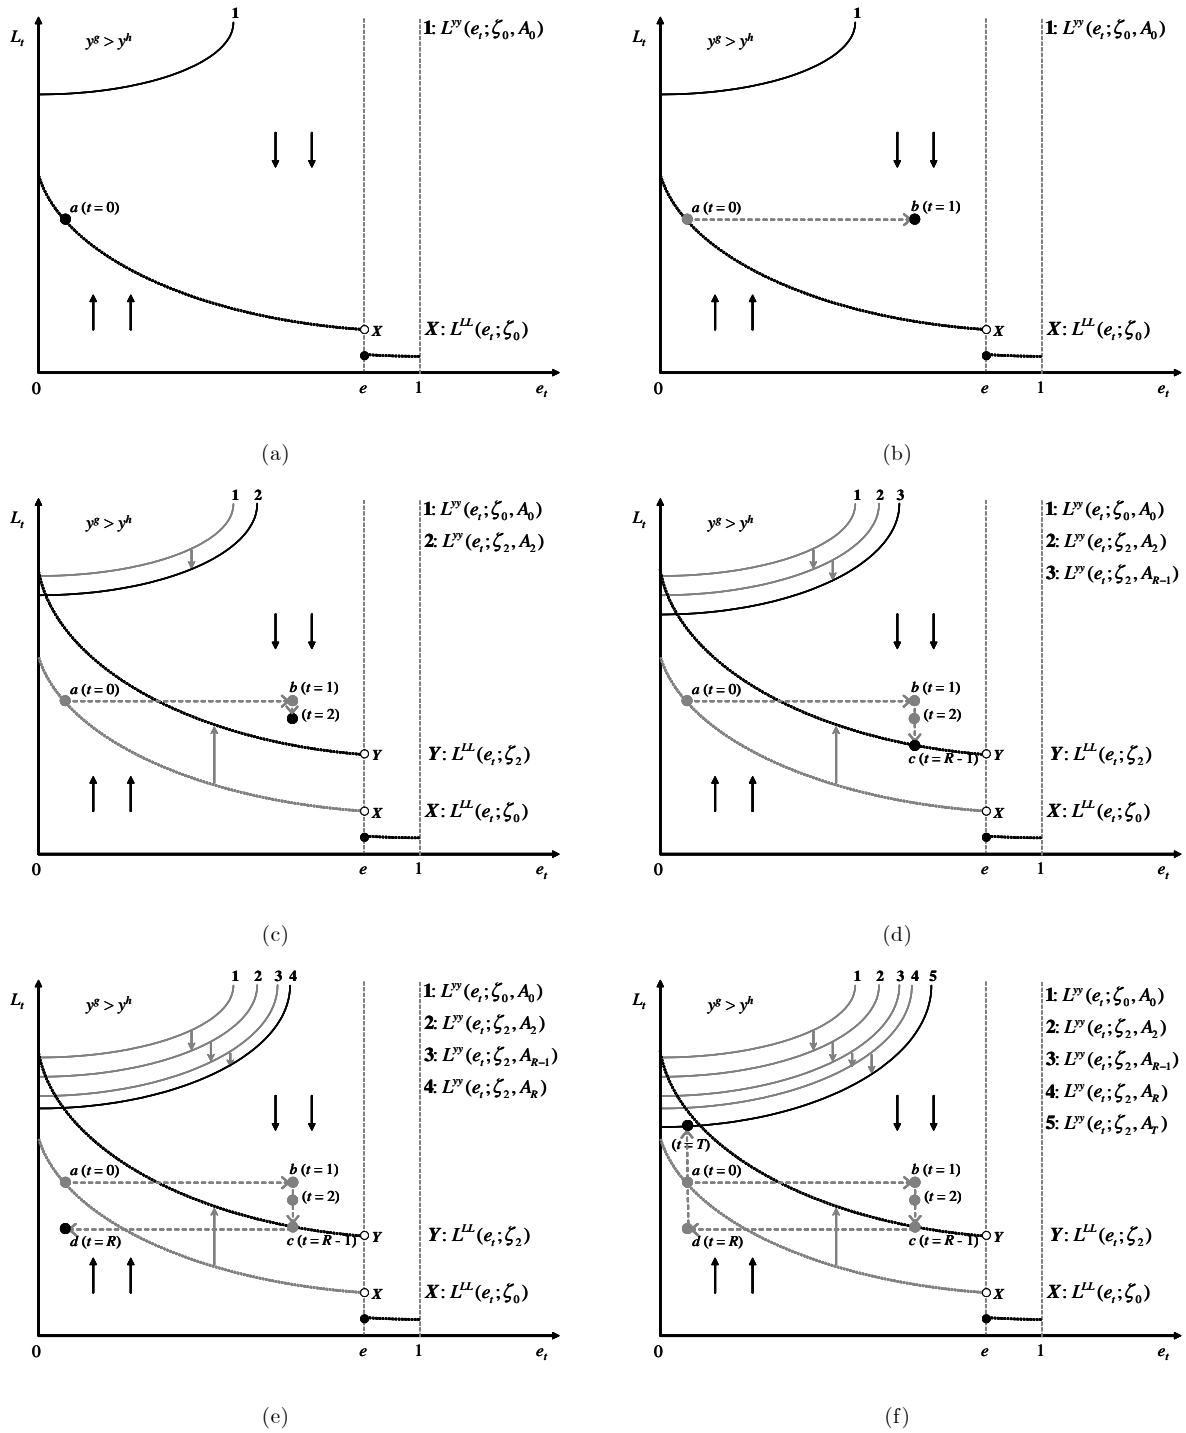 1
L_t
y^g > y^h
1: L^{yy}(e_t; ζ_0, A_0)
a (t = 0)
X
X: L^{LL}(e_t; ζ_0)
0
e
1
e_t
(a)
1
L_t
y^g > y^h
1: L^{yy}(e_t; ζ_0, A_0)
a (t = 0)
b (t = 1)
X
X: L^{LL}(e_t; ζ_0)
0
e
1
e_t
(b)
1 2
L_t
y^g > y^h
1: L^{yy}(e_t; ζ_0, A_0)
2: L^{yy}(e_t; ζ_2, A_2)
a (t = 0)
b (t = 1)
(t = 2)
Y
Y: L^{LL}(e_t; ζ_2)
X
X: L^{LL}(e_t; ζ_0)
0
e
1
e_t
(c)
1 2 3
L_t
y^g > y^h
1: L^{yy}(e_t; ζ_0, A_0)
2: L^{yy}(e_t; ζ_2, A_2)
3: L^{yy}(e_t; ζ_2, A_{R-1})
a (t = 0)
b (t = 1)
(t = 2)
c (t = R - 1)
Y
Y: L^{LL}(e_t; ζ_2)
X
X: L^{LL}(e_t; ζ_0)
0
e
1
e_t
(d)
1 2 3 4
L_t
y^g > y^h
1: L^{yy}(e_t; ζ_0, A_0)
2: L^{yy}(e_t; ζ_2, A_2)
3: L^{yy}(e_t; ζ_2, A_{R-1})
4: L^{yy}(e_t; ζ_2, A_R)
a (t = 0)
b (t = 1)
(t = 2)
d (t = R)
c (t = R - 1)
Y
Y: L^{LL}(e_t; ζ_2)
X
X: L^{LL}(e_t; ζ_0)
0
e
1
e_t
(e)
1 2 3 4 5
L_t
y^g > y^h
1: L^{yy}(e_t; ζ_0, A_0)
2: L^{yy}(e_t; ζ_2, A_2)
3: L^{yy}(e_t; ζ_2, A_{R-1})
4: L^{yy}(e_t; ζ_2, A_R)
5: L^{yy}(e_t; ζ_2, A_T)
(t = T)
a (t = 0)
b (t = 1)
(t = 2)
d (t = R)
c (t = R - 1)
Y
Y: L^{LL}(e_t; ζ_2)
X
X: L^{LL}(e_t; ζ_0)
0
e
1
e_t
(f)